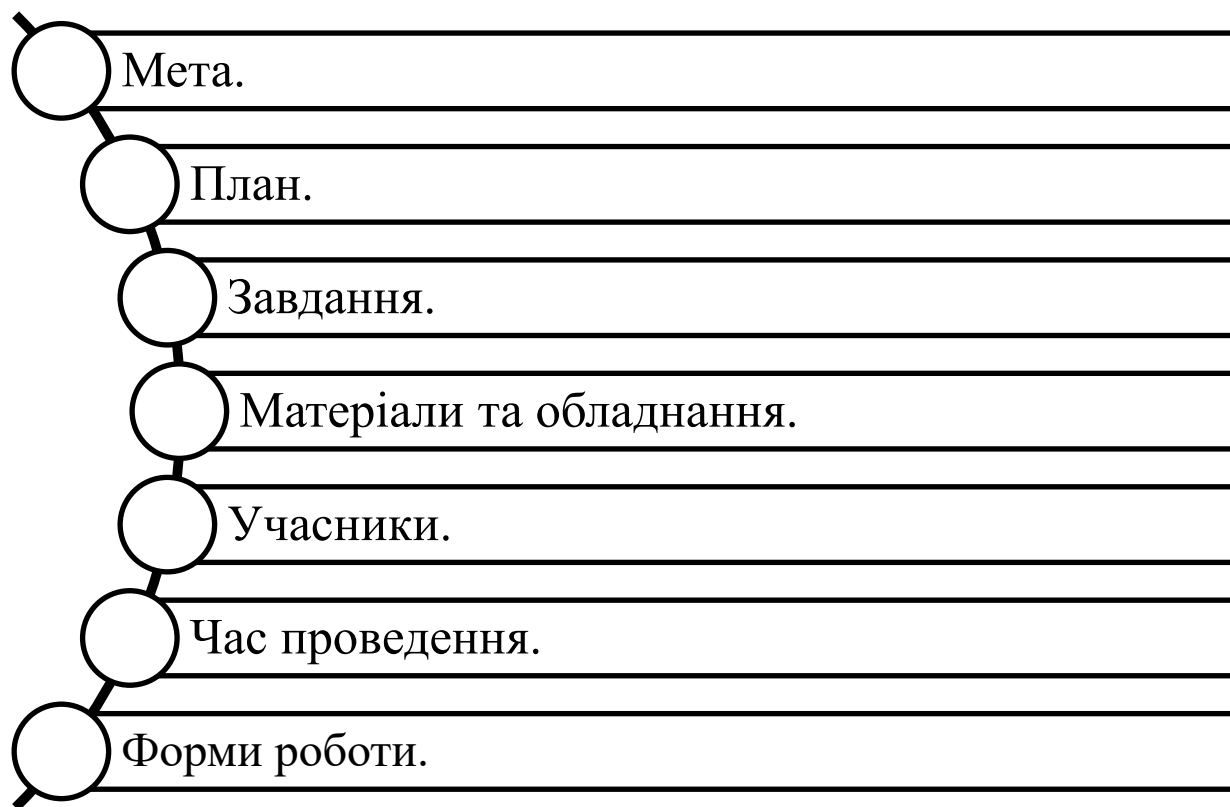 Мета.
План.
Завдання.
Матеріали та обладнання.
Учасники.
Час проведення.
Форми роботи.